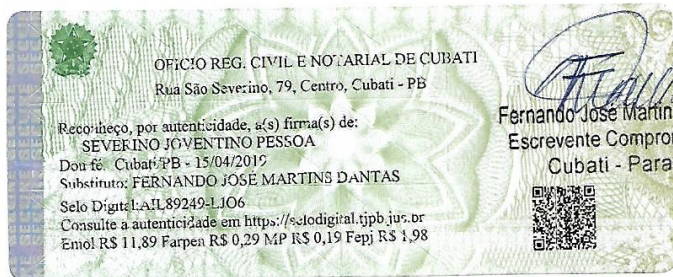 OFICIO REG. CIVIL E NOTARIAL DE CUBATI
Rua São Severino, 79, Centro, Cubati - PB
Reconheço, por autenticidade, a(s) firma(s) de:
SEVERINO JOVENTINO PESSOA
Dou fé. Cubati/PB - 15/04/2019
Substituto: FERNANDO JOSÉ MARTINS DANTAS
Selo Digital:AIL89249-LJO6
Consulte a autenticidade em https://selodigital.tjpb.jus.br
Emol R$ 11,89 Farpen R$ 0,29 MP R$ 0,19 Fepj R$ 1,98
Fernando José Martin
Escrevente Compro
Cubati - Para